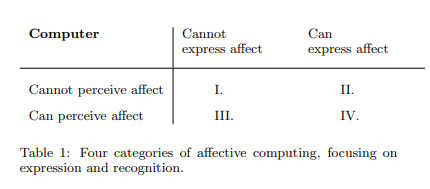 Computer Cannot Can
express affect express affect
Cannot perceive affect I. II.
Can perceive affect III. IV.
Table 1: Four categories of affective computing, focusing on
expression and recognition.